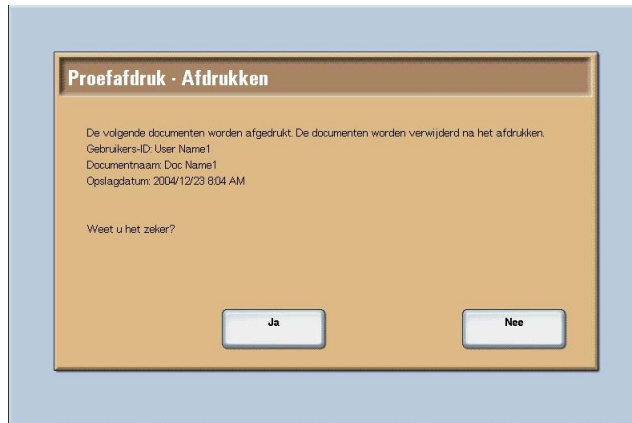 Proefafdruk - Afdrukken
De volgende documenten worden afgedrukt. De documenten worden verwijderd na het afdrukken.
Gebruikers-ID: User Name1
Documentnaam: Doc Name1
Opslagdatum: 2004/12/23 8:04 AM
Weet u het zeker?
Ja
Nee